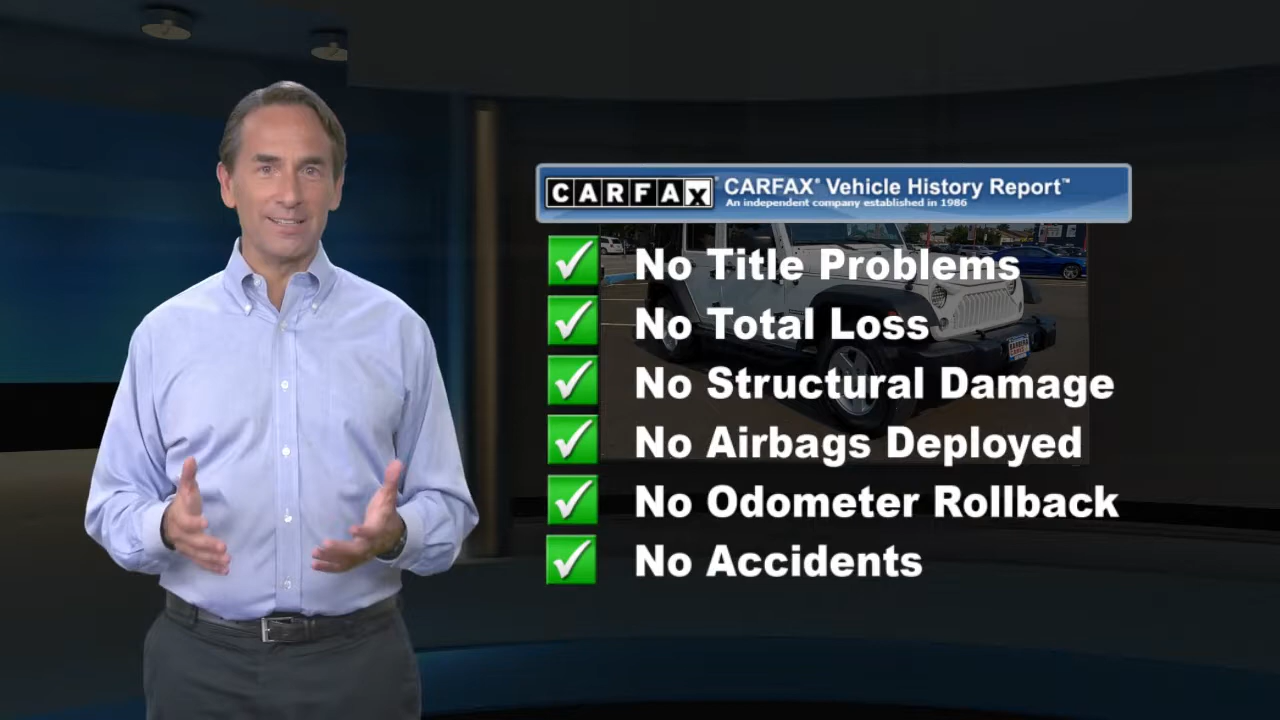 CARFAX® CARFAX® Vehicle History Report™
An independent company established in 1986
No Title Problems
No Total Loss
No Structural Damage
No Airbags Deployed
No Odometer Rollback
No Accidents